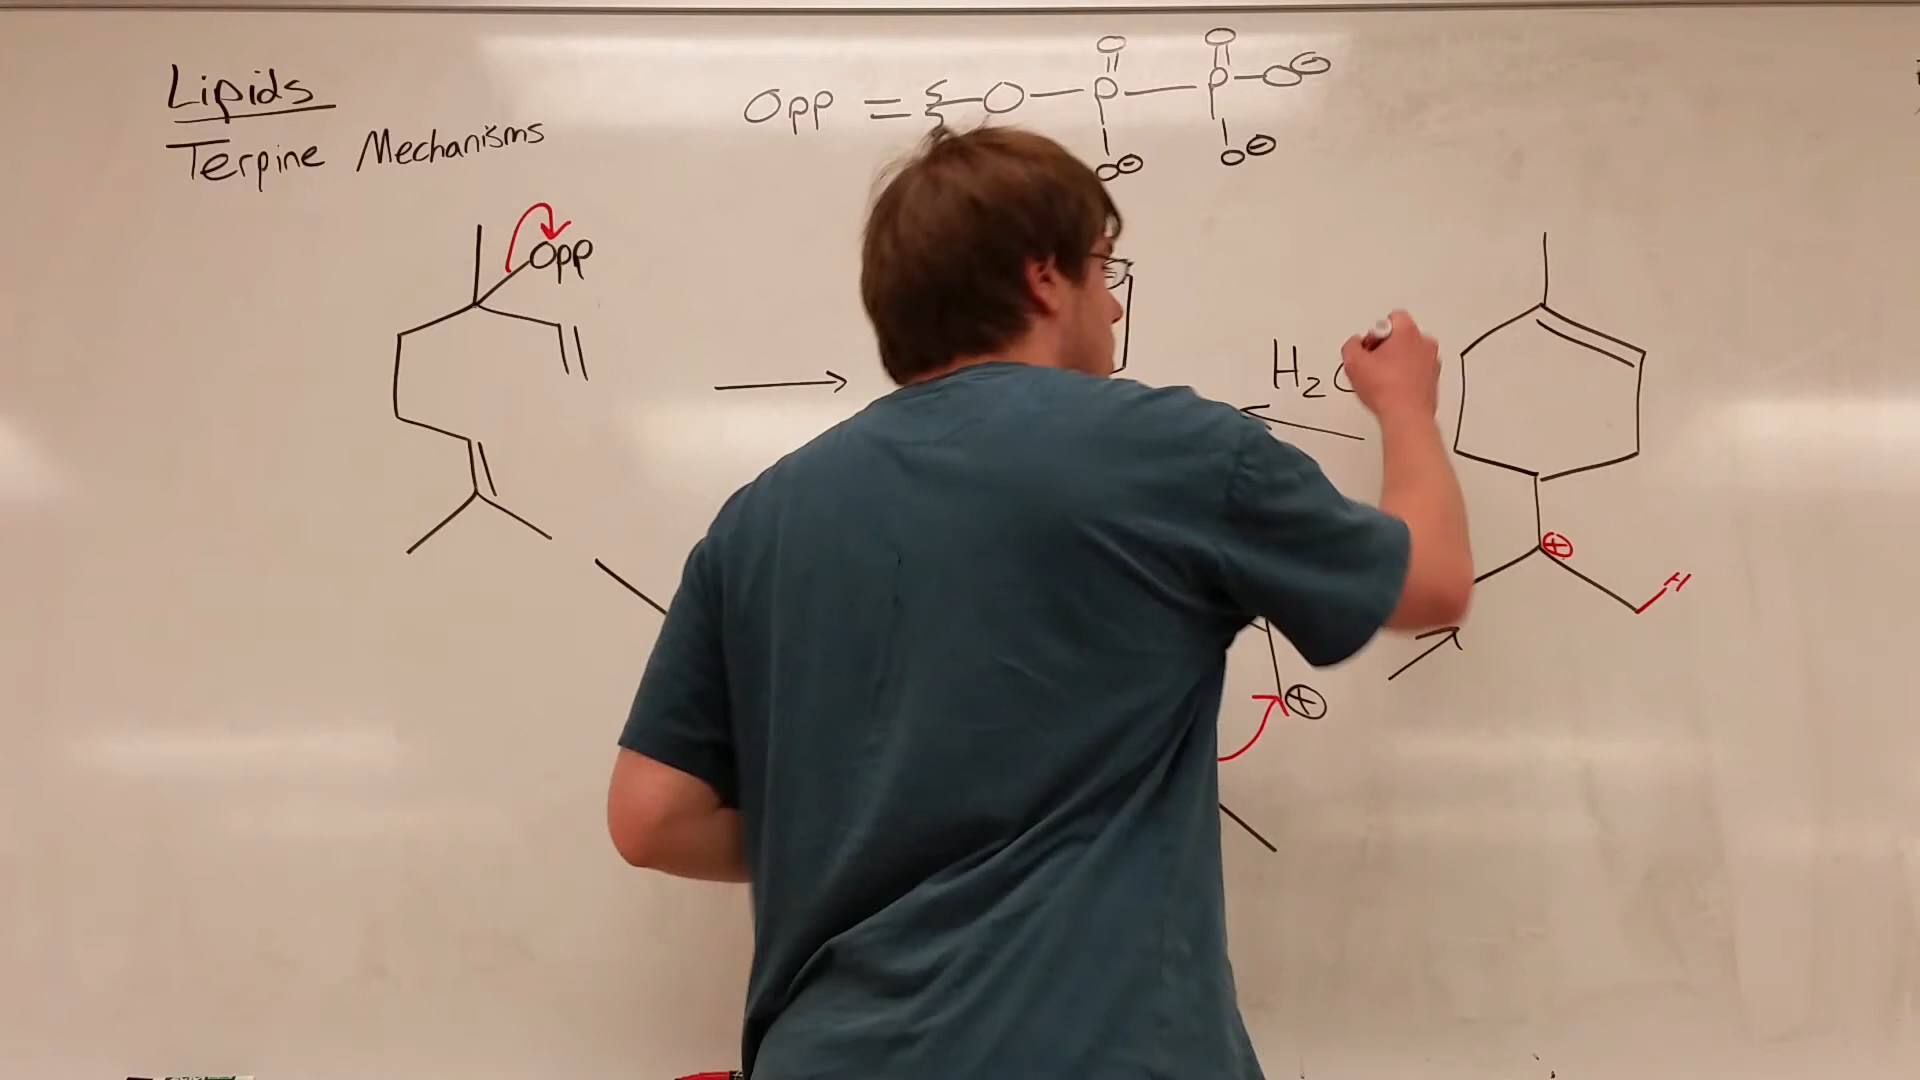 Lipids
Terpine Mechanisms
Opp = O P P O⊖
O O
O⊖ O⊖
Opp
H₂
⊕
H
⊕